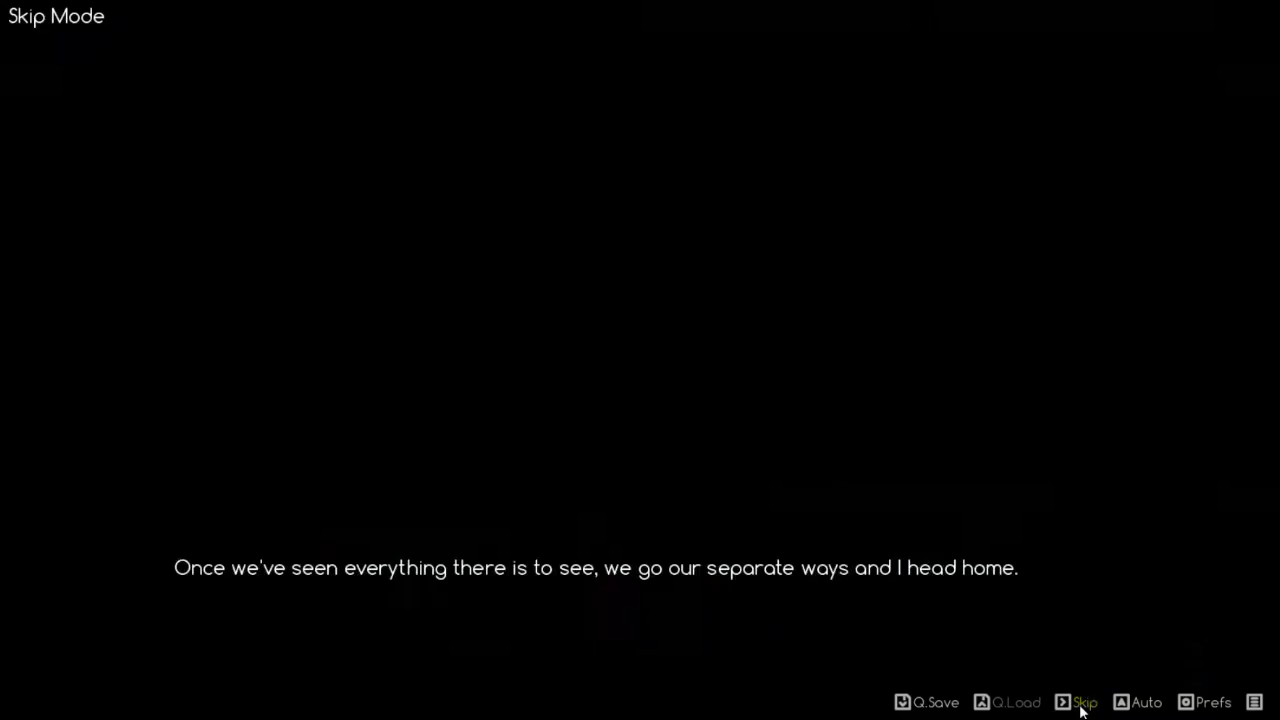 Skip Mode
Once we've seen everything there is to see, we go our separate ways and I head home.
Q.Save Q.Load Skip Auto Prefs